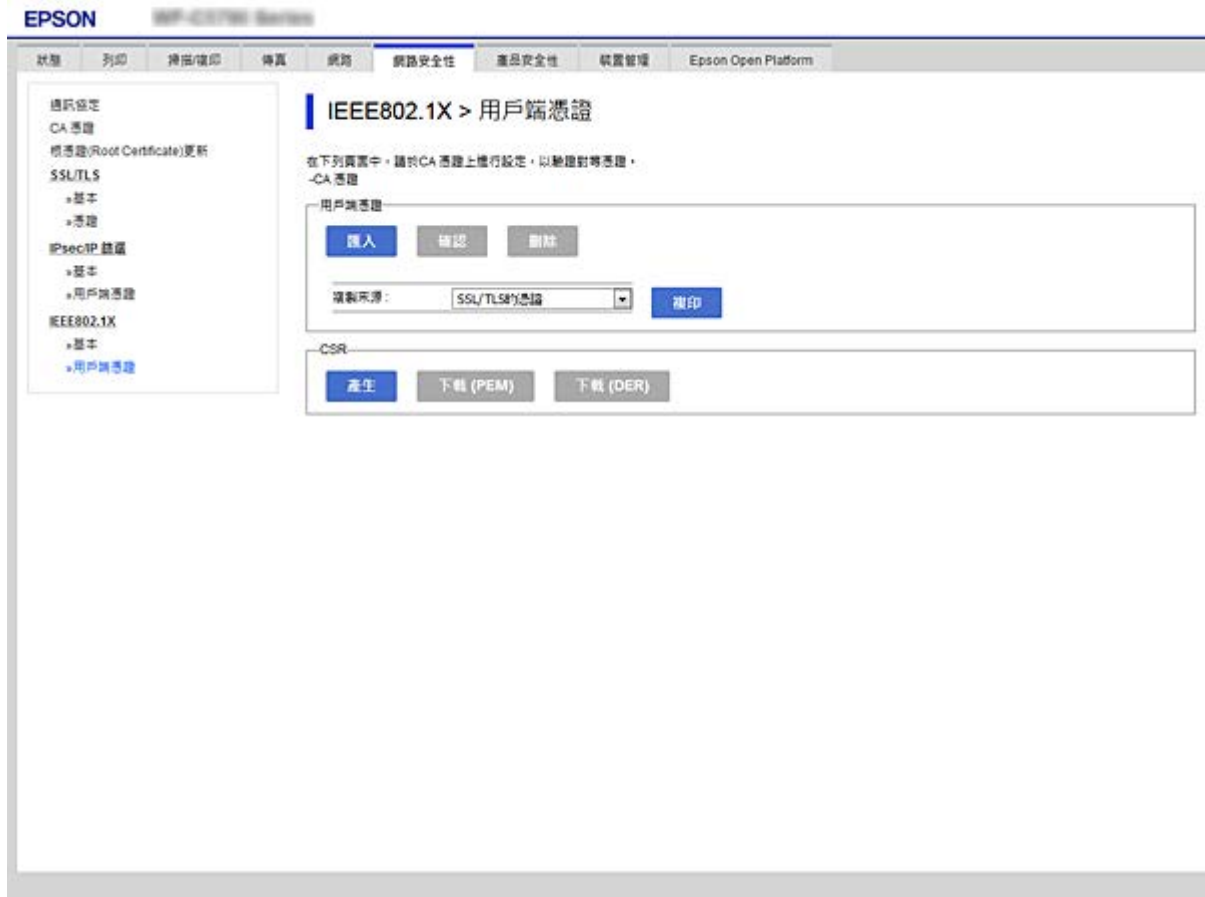 EPSON
狀態 列印 掃描/複印 傳真 網路 網路安全性 產品安全性 裝置管理 Epson Open Platform
通訊協定
CA 憑證
根憑證(Root Certificate)更新
SSL/TLS
»基本
»憑證
IPsec/IP 篩選
»基本
»用戶端憑證
IEEE802.1X
»基本
»用戶端憑證
IEEE802.1X > 用戶端憑證
在下列頁面中，請於CA 憑證上進行設定，以驗證對等憑證。
-CA 憑證
用戶端憑證
匯入 確認 刪除
複製來源 : SSL/TLS的憑證 複印
CSR
產生 下載 (PEM) 下載 (DER)